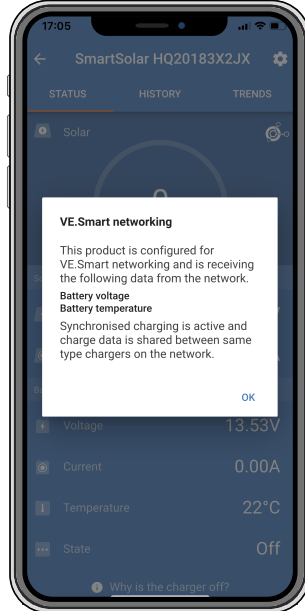 17:05
SmartSolar HQ20183X2JX
STATUS HISTORY TRENDS
Solar
VE.Smart networking
This product is configured for
VE.Smart networking and is receiving
the following data from the network.
Battery voltage
Battery temperature
Synchronised charging is active and
charge data is shared between same
type chargers on the network.
OK
Voltage 13.53V
Current 0.00A
Temperature 22°C
State Off
Why is the charger off?